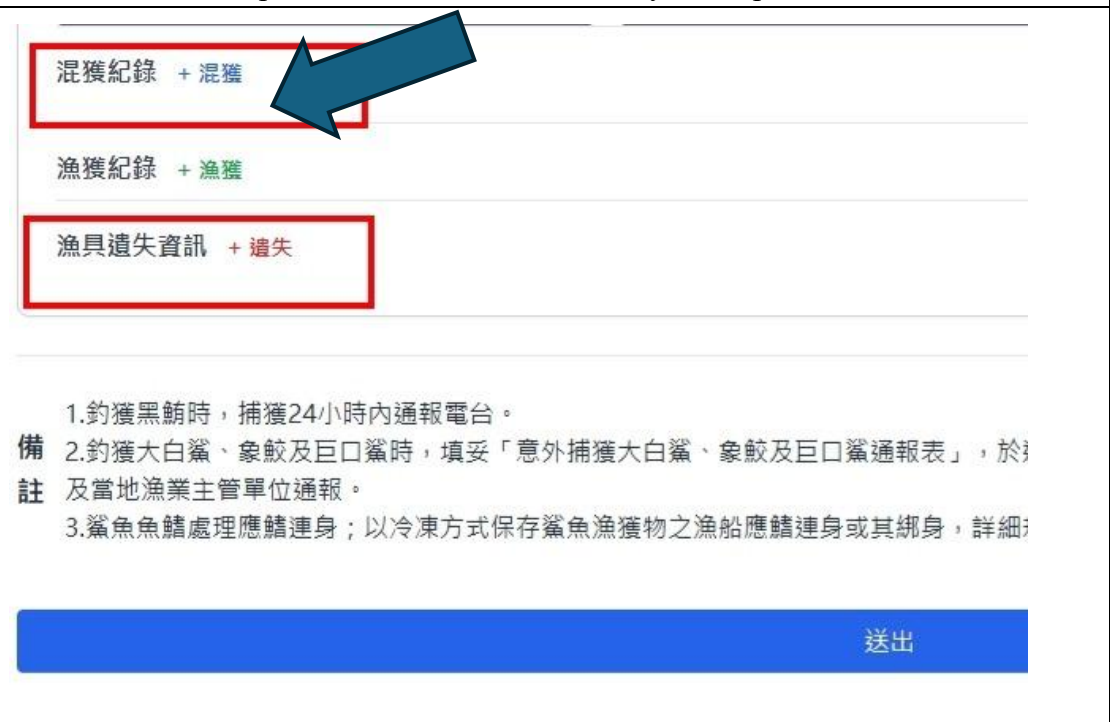 混獲紀錄 + 混獲
漁獲紀錄 + 漁獲
漁具遺失資訊 + 遺失
1.釣獲黑鮪時，捕獲24小時內通報電台。
備註
2.釣獲大白鯊、象鮫及巨口鯊時，填妥「意外捕獲大白鯊、象鮫及巨口鯊通報表」，於
及當地漁業主管單位通報。
3.鯊魚魚鰭處理應鰭連身；以冷凍方式保存鯊魚漁獲物之漁船應鰭連身或其綁身，詳細
送出